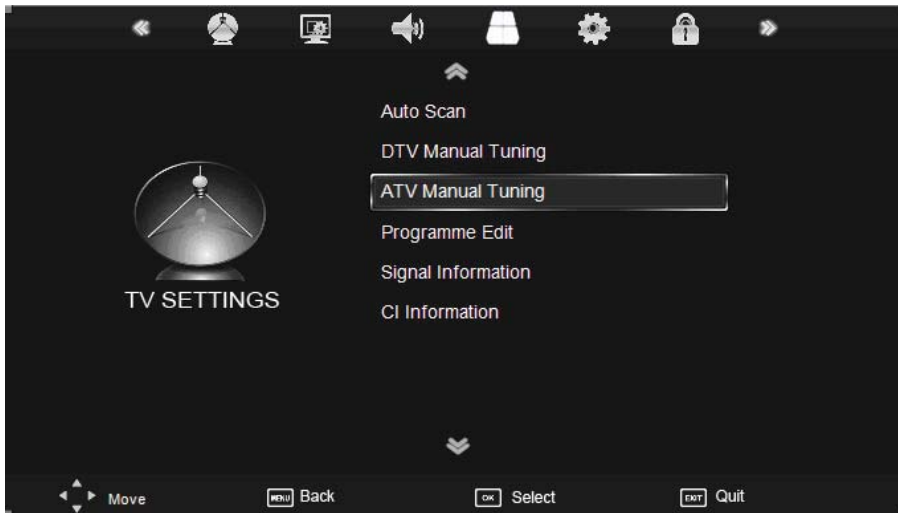 Auto Scan
DTV Manual Tuning
ATV Manual Tuning
Programme Edit
Signal Information
CI Information
TV SETTINGS
Move
MENU Back
OK Select
EXIT Quit